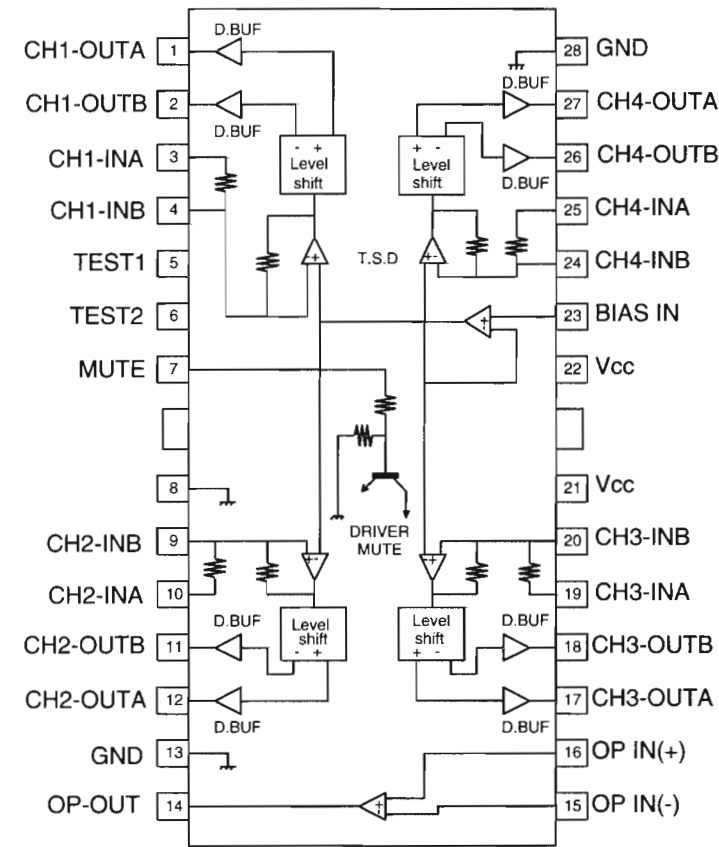 CH1-OUTA 1 D.BUF 28 GND
CH1-OUTB 2 D.BUF D.BUF 27 CH4-OUTA
CH1-INA 3 - + Level shift + - Level shift D.BUF 26 CH4-OUTB
CH1-INB 4 25 CH4-INA
TEST1 5 -+ T.S.D +- 24 CH4-INB
TEST2 6 +- 23 BIAS IN
MUTE 7 22 Vcc
8 21 Vcc
DRIVER
MUTE
CH2-INB 9 +- +- 20 CH3-INB
CH2-INA 10 19 CH3-INA
CH2-OUTB 11 D.BUF Level shift - + Level shift + - D.BUF 18 CH3-OUTB
CH2-OUTA 12 D.BUF D.BUF 17 CH3-OUTA
GND 13 16 OP IN(+)
OP-OUT 14 +- 15 OP IN(-)